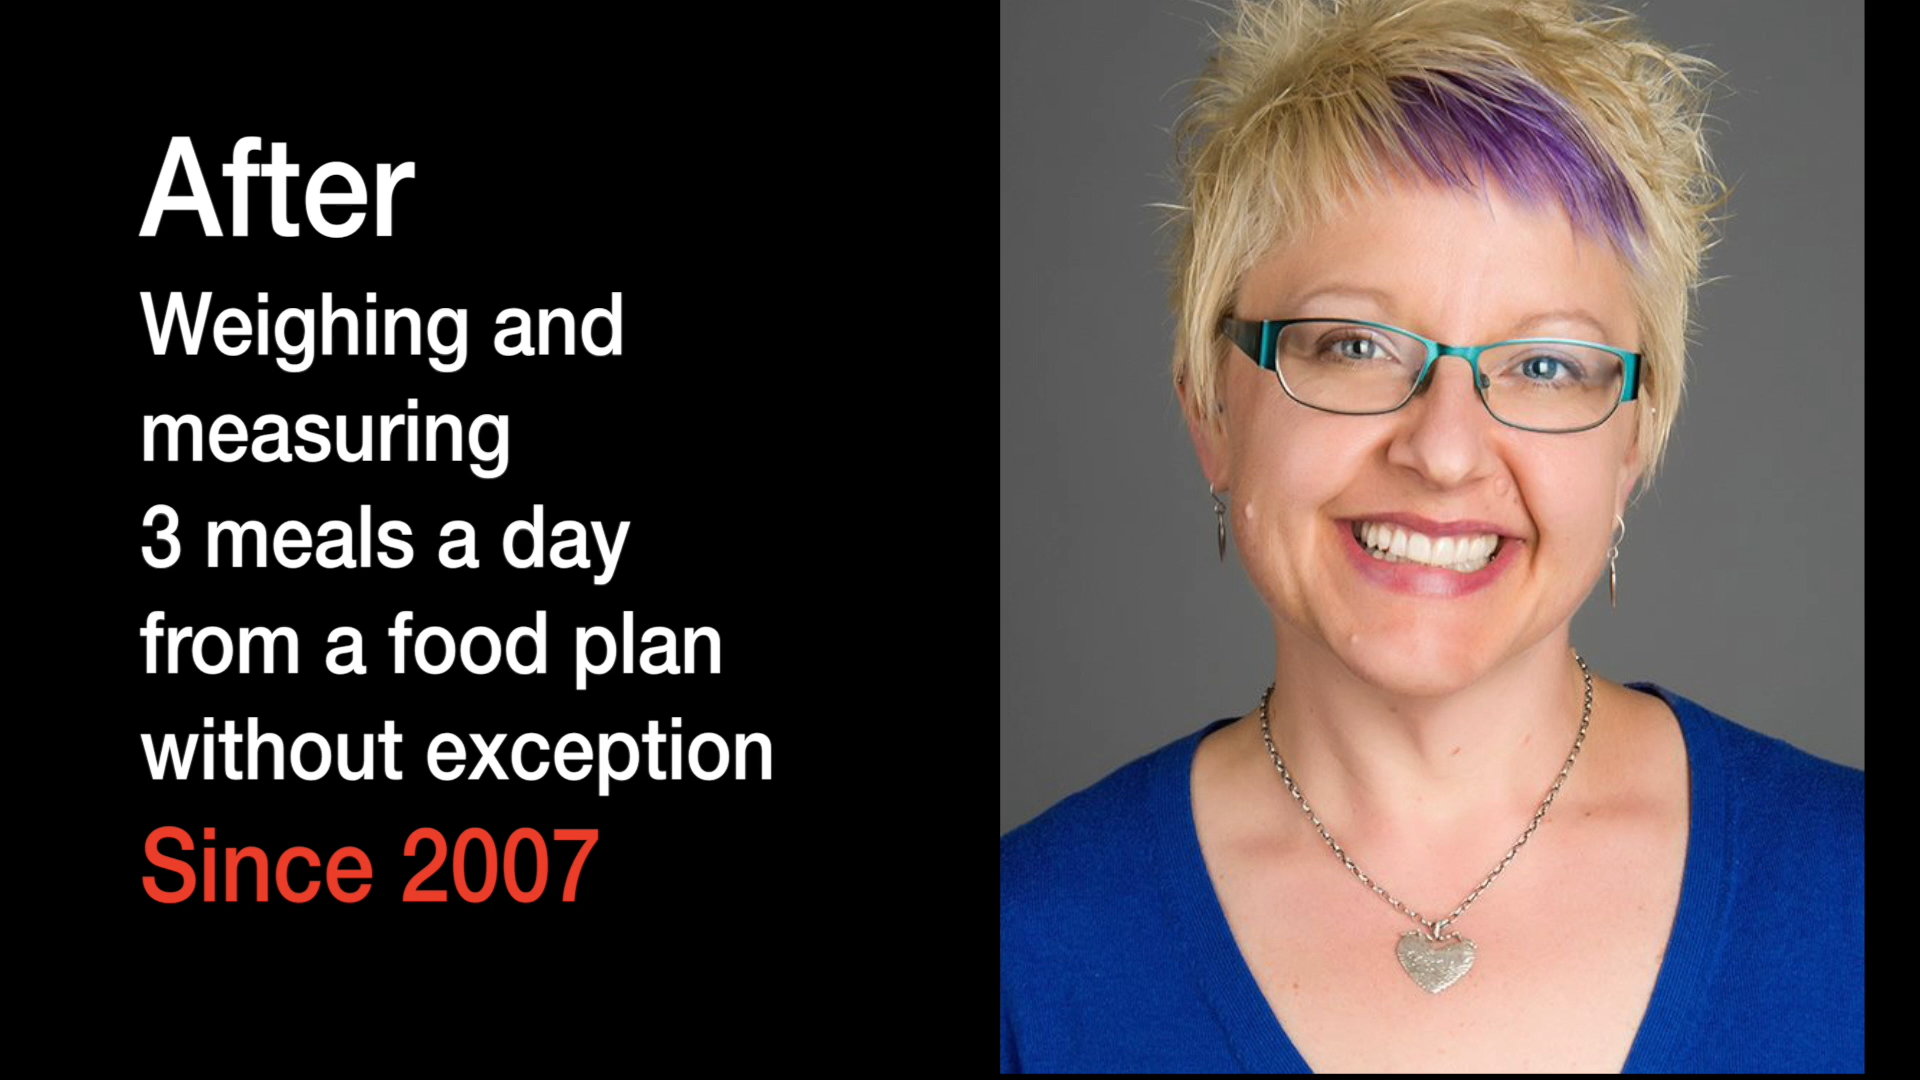 After
Weighing and
measuring
3 meals a day
from a food plan
without exception
Since 2007